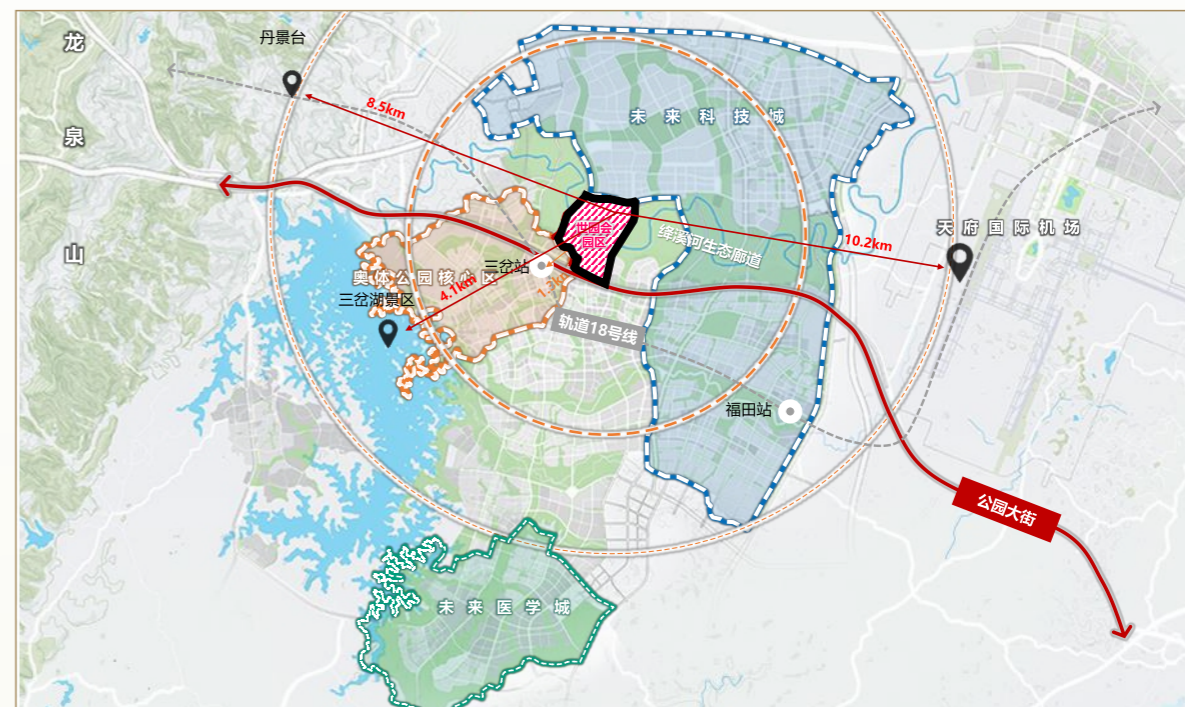 丹景台
龙泉山
8.5km
未来科技城
世园会
园区
天府国际机场
绛溪河生态廊道
10.2km
三岔站
奥体公园核心区
4.1km
1.3km
三岔湖景区
轨道18号线
福田站
公园大街
未来医学城